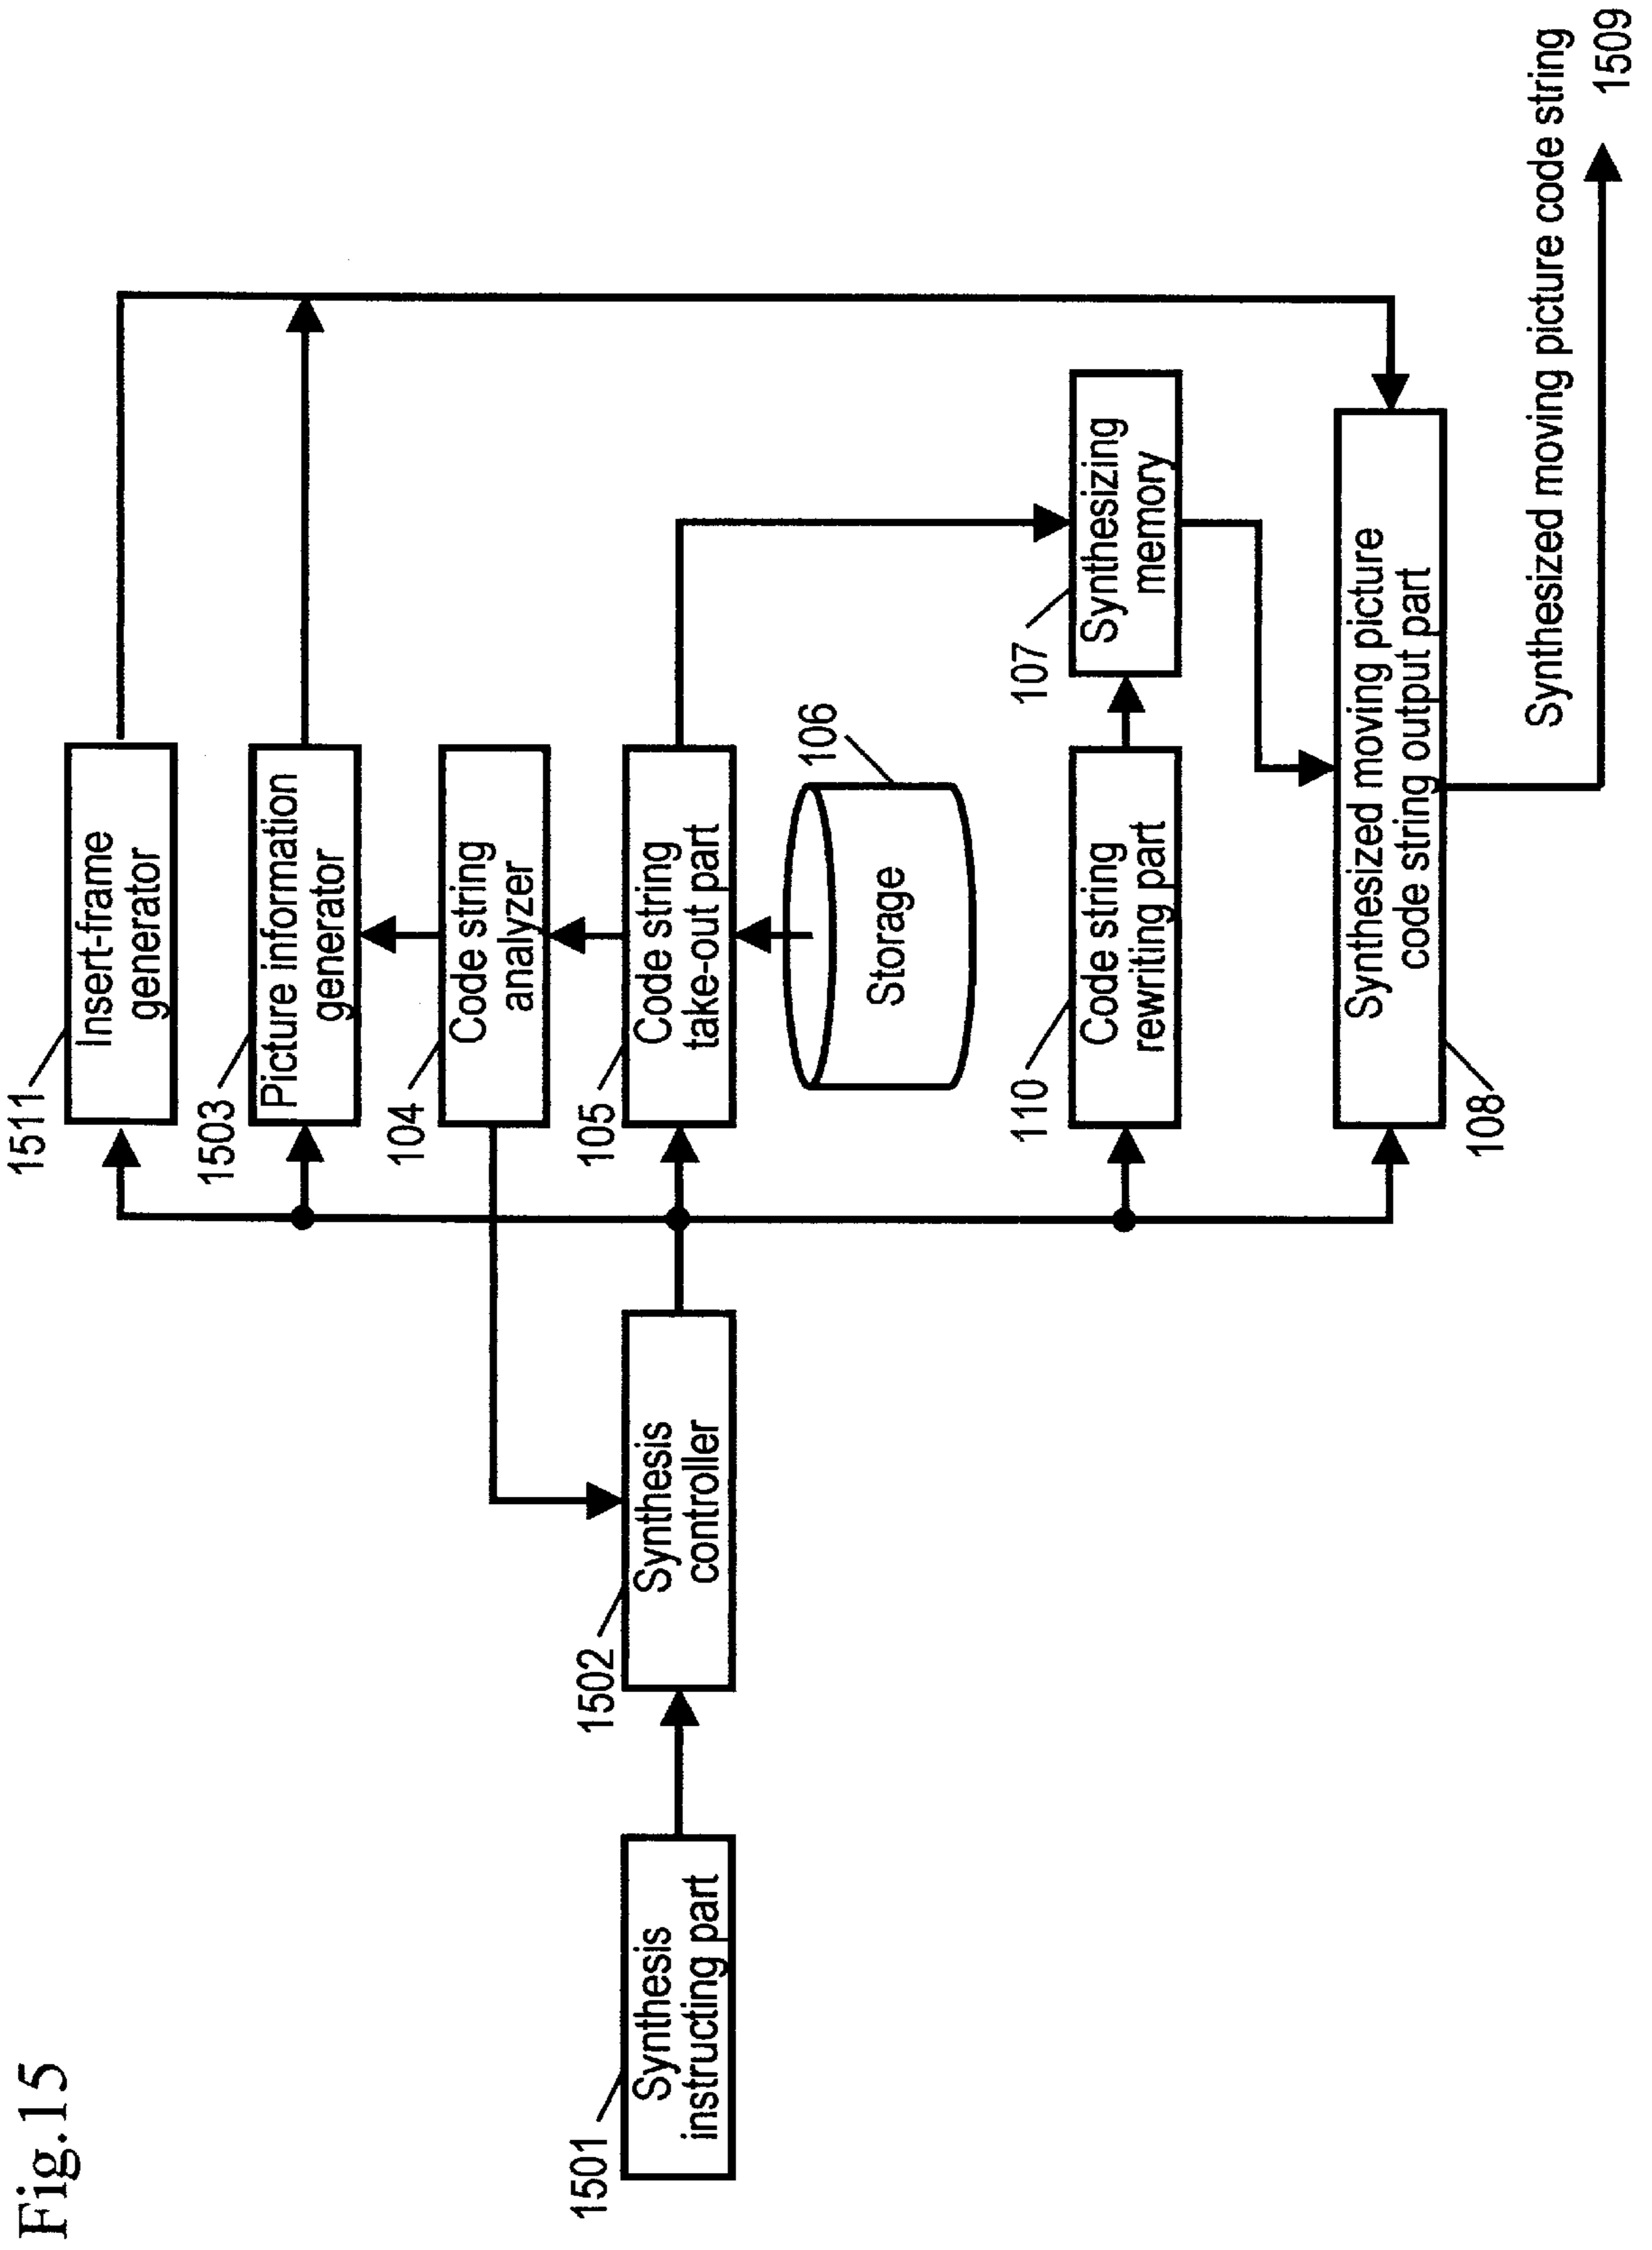 Fig.15
1501
Synthesis
instructing part
1502
Synthesis
controller
1511
Insert-frame
generator
1503
Picture information
generator
104
Code string
analyzer
105
Code string
take-out part
106
Storage
110
Code string
rewriting part
107
Synthesizing
memory
108
Synthesized moving picture
code string output part
Synthesized moving picture code string
1509